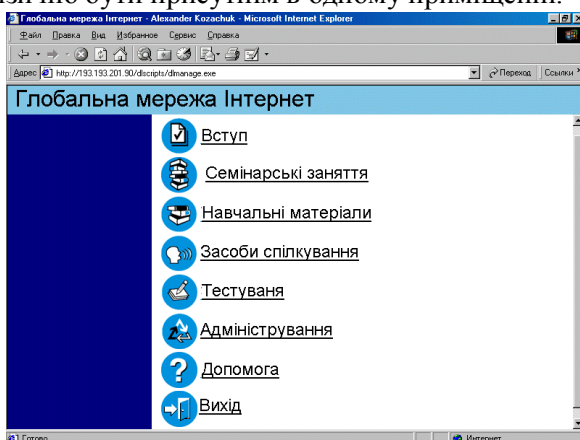 но бути присутнім в одному приміщенні.
Глобальна мережа Інтернет - Alexander Kozachuk - Microsoft Internet Explorer
Файл Правка Вид Избранное Сервис Справка
Адрес http://193.193.201.90/dlscripts/dlmanage.exe Переход Ссылки
Глобальна мережа Інтернет
Вступ
Семінарські заняття
Навчальні матеріали
Засоби спілкування
Тестуваня
Адміністрування
Допомога
Вихід
Готово Интернет